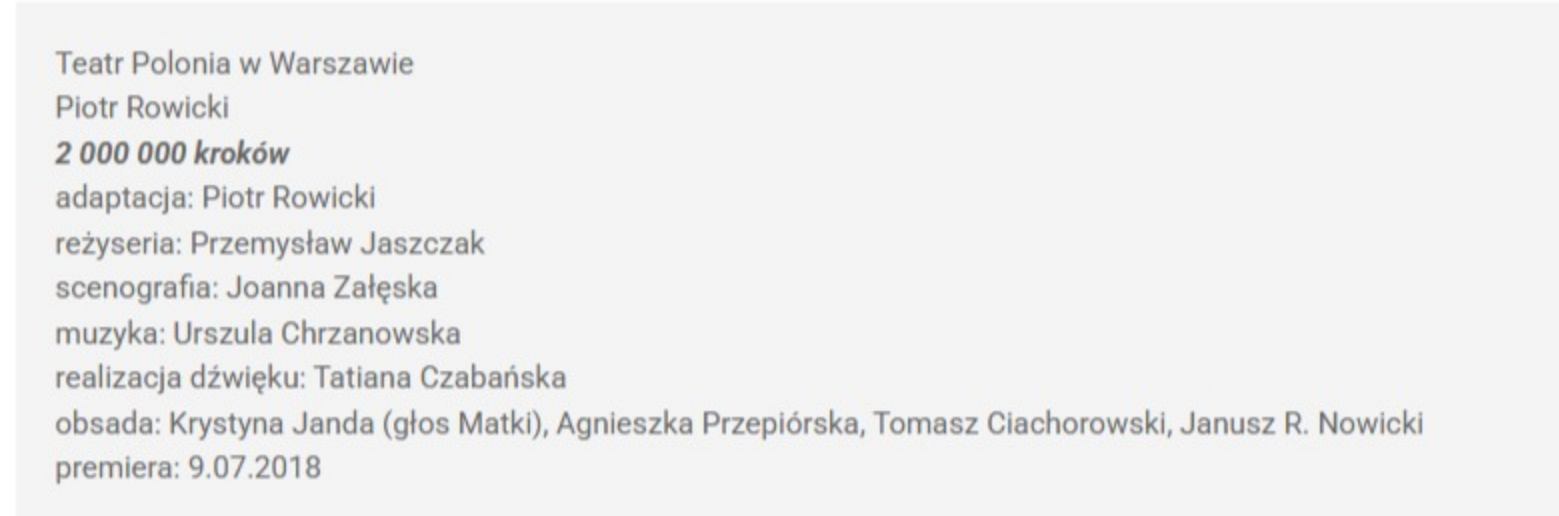 Teatr Polonia w Warszawie
Piotr Rowicki
2 000 000 kroków
adaptacja: Piotr Rowicki
reżyseria: Przemysław Jaszczak
scenografia: Joanna Załęska
muzyka: Urszula Chrzanowska
realizacja dźwięku: Tatiana Czabańska
obsada: Krystyna Janda (głos Matki), Agnieszka Przepiórska, Tomasz Ciachorowski, Janusz R. Nowicki
premiera: 9.07.2018